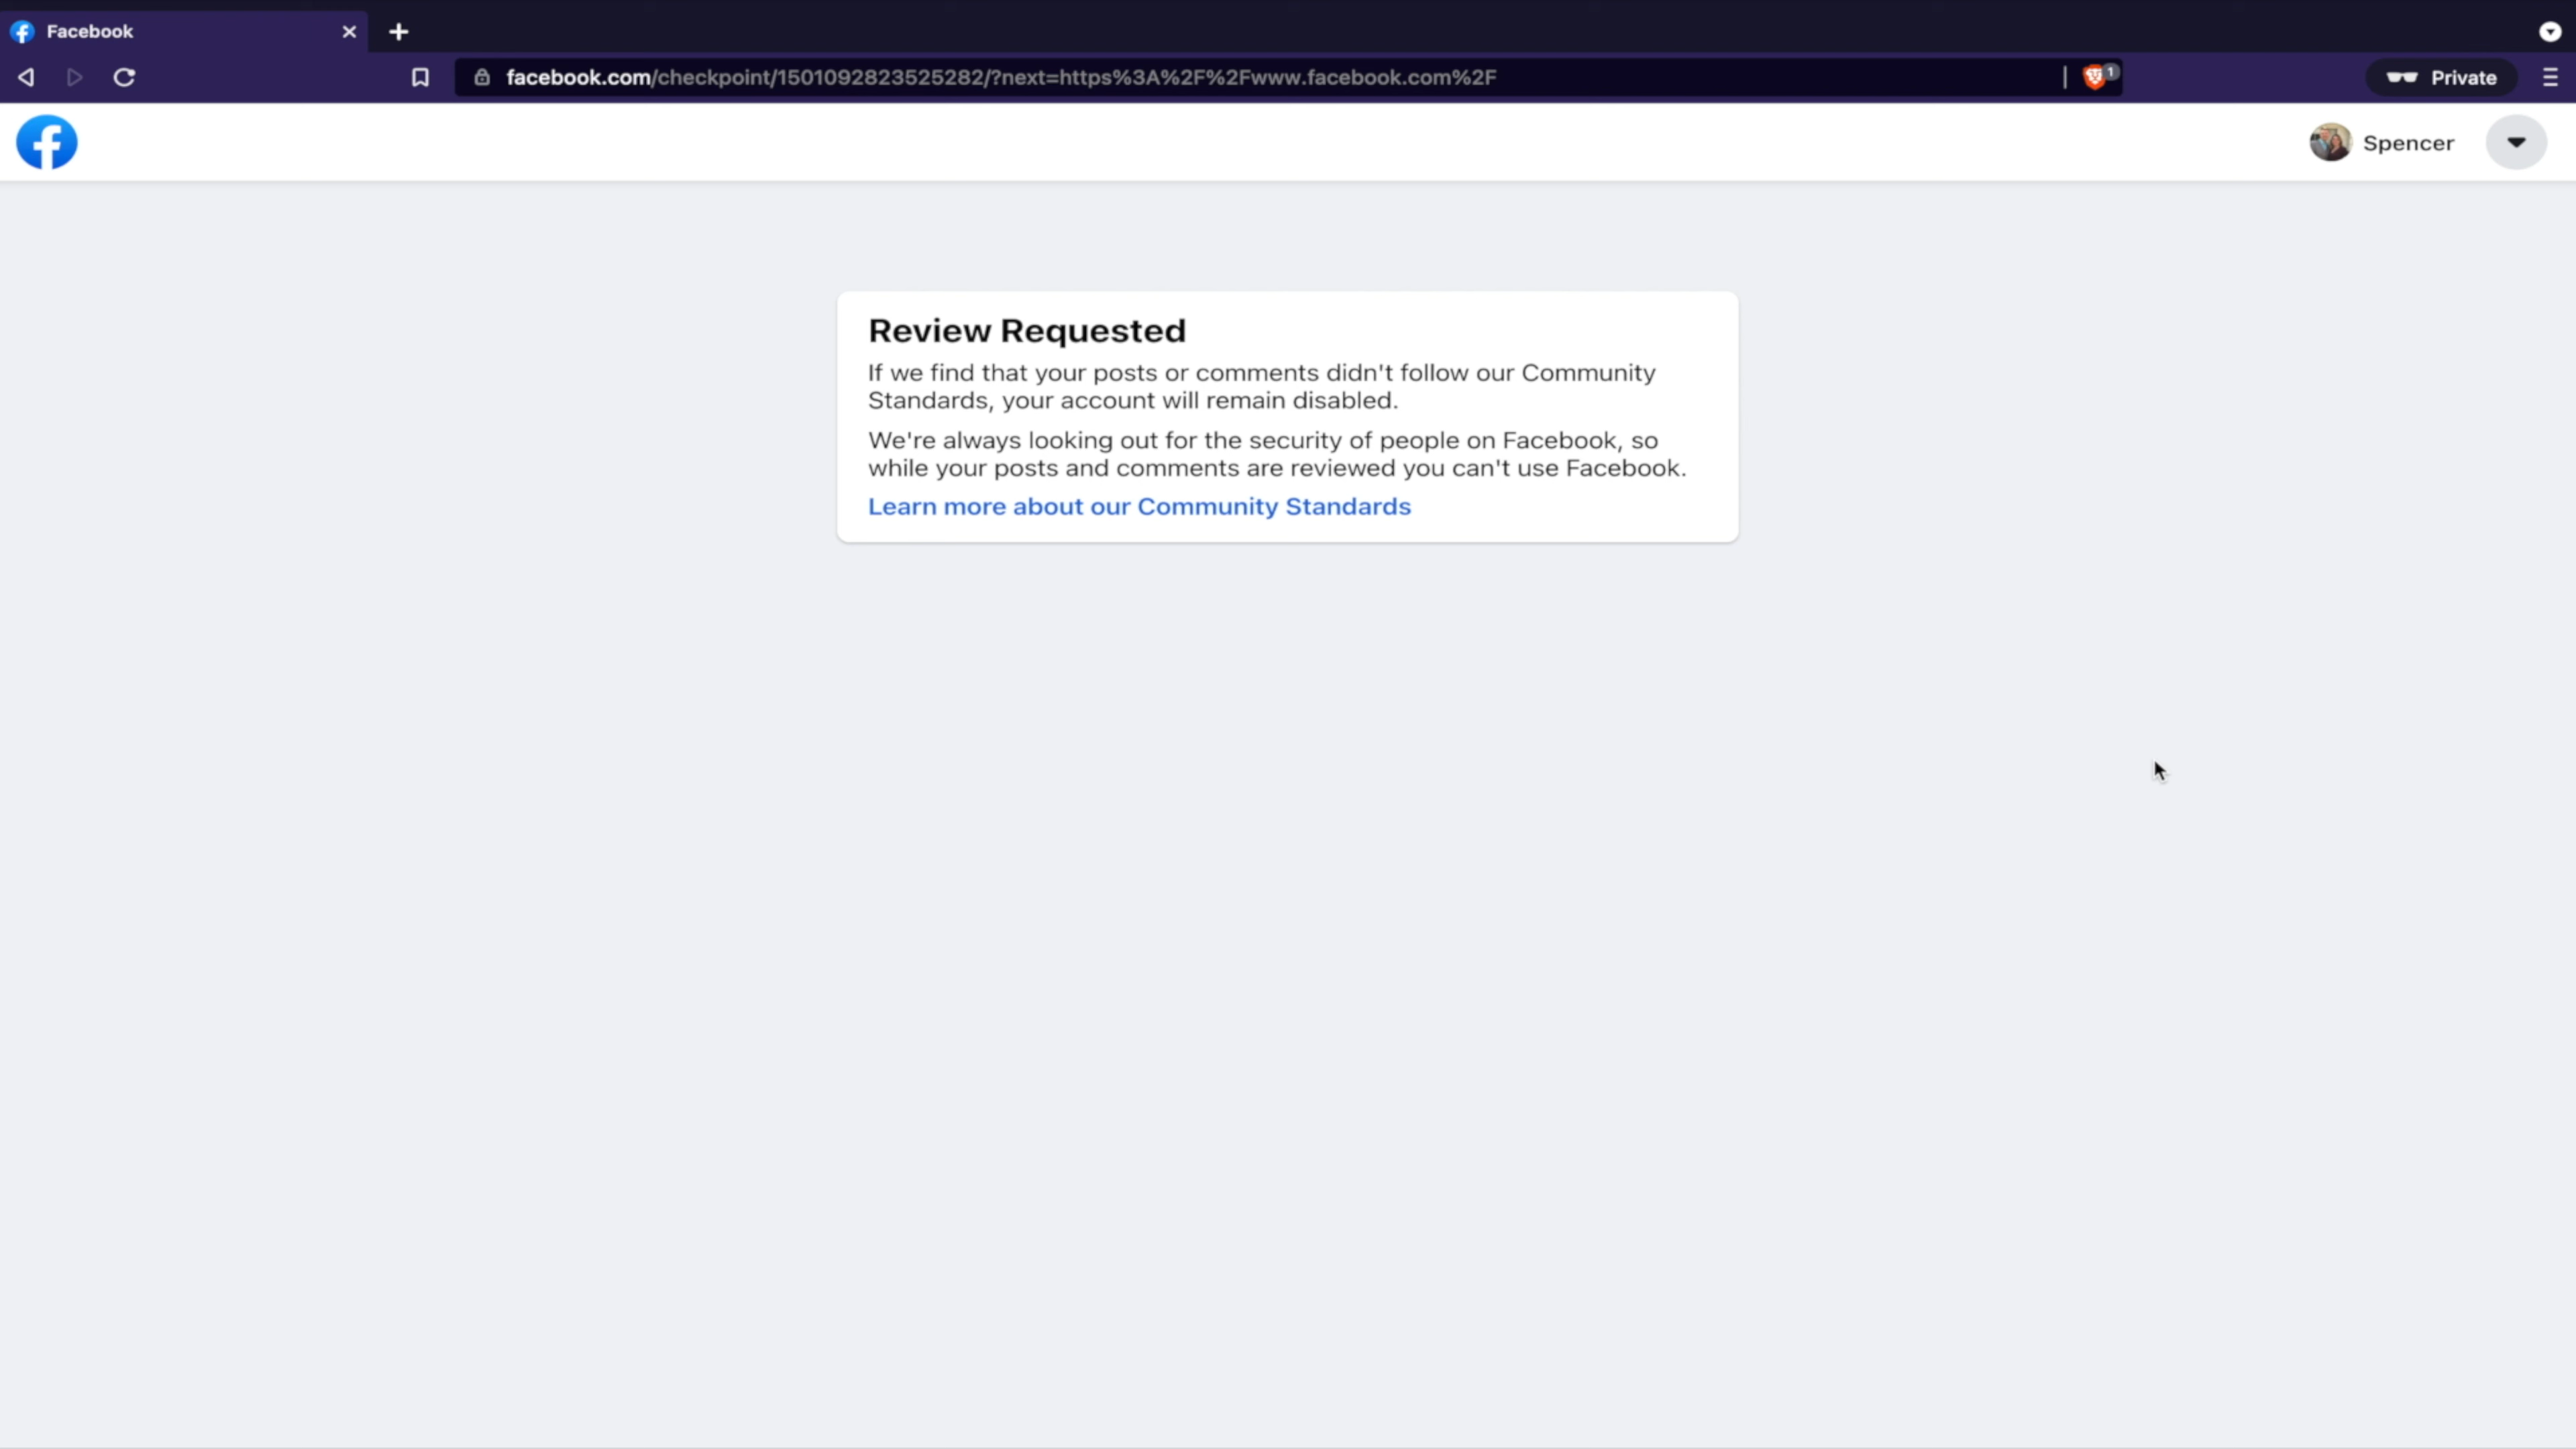 Facebook
facebook.com/checkpoint/1501092823525282/?next=https%3A%2F%2Fwww.facebook.com%2F
1
Private
Spencer
Review Requested
If we find that your posts or comments didn't follow our Community
Standards, your account will remain disabled.
We're always looking out for the security of people on Facebook, so
while your posts and comments are reviewed you can't use Facebook.
Learn more about our Community Standards